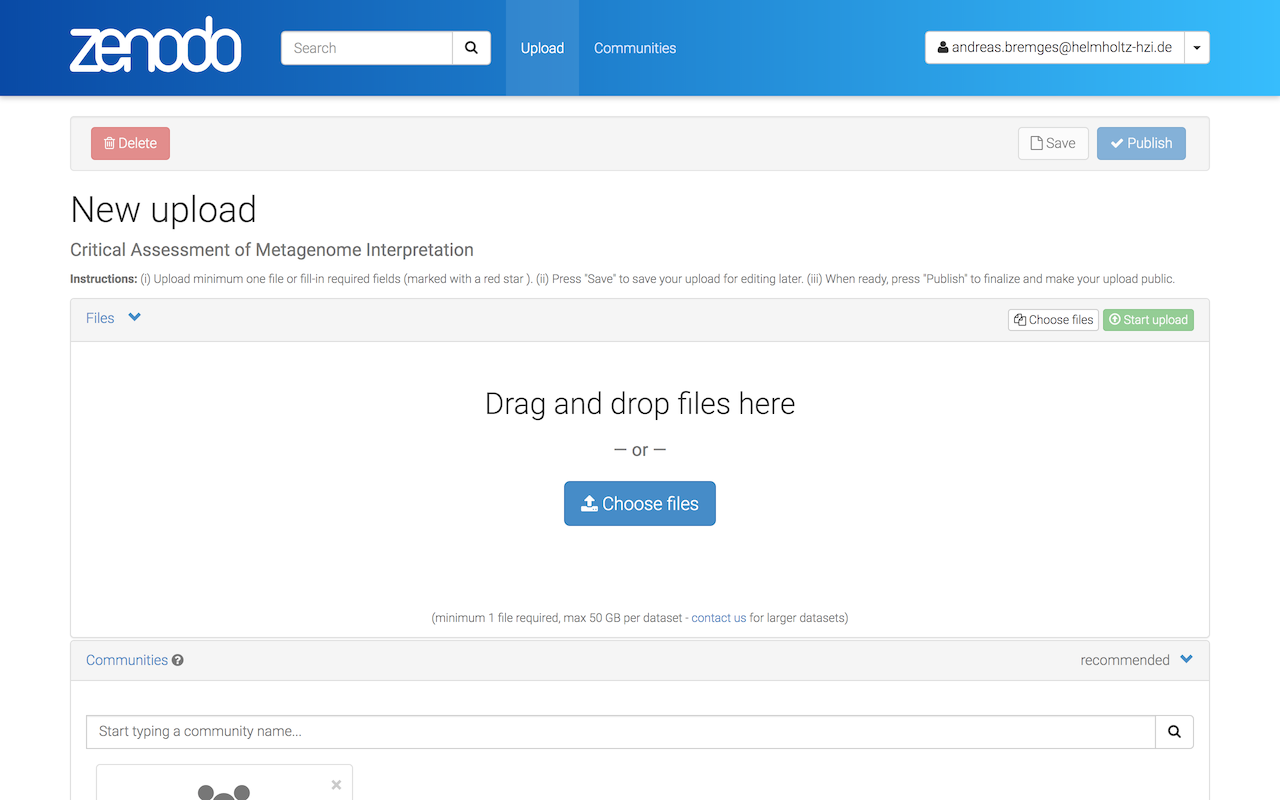 zenodo
Search
Upload
Communities
andreas.bremges@helmholtz-hzi.de
Delete
Save
Publish
New upload
Critical Assessment of Metagenome Interpretation
Instructions: (i) Upload minimum one file or fill-in required fields (marked with a red star ). (ii) Press "Save" to save your upload for editing later. (iii) When ready, press "Publish" to finalize and make your upload public.
Files
Choose files
Start upload
Drag and drop files here
— or —
Choose files
(minimum 1 file required, max 50 GB per dataset - contact us for larger datasets)
Communities
recommended
Start typing a community name...